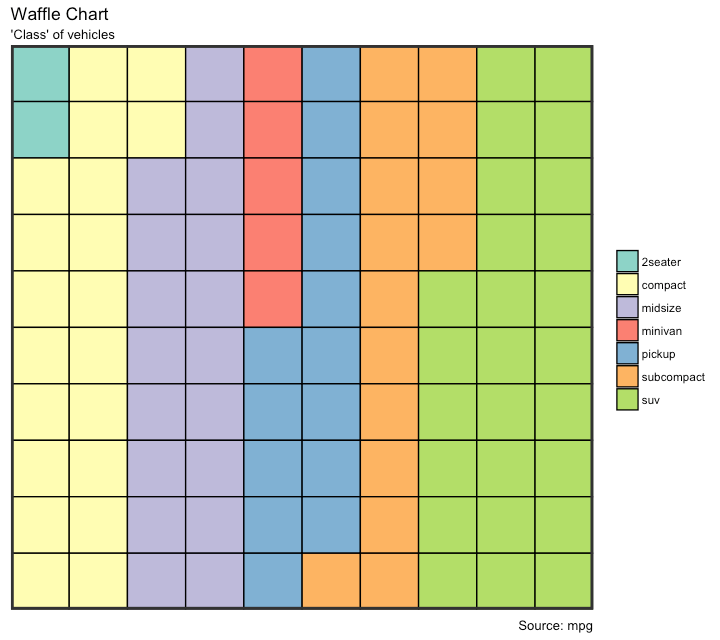 Waffle Chart
'Class' of vehicles
2seater
compact
midsize
minivan
pickup
subcompact
suv
Source: mpg